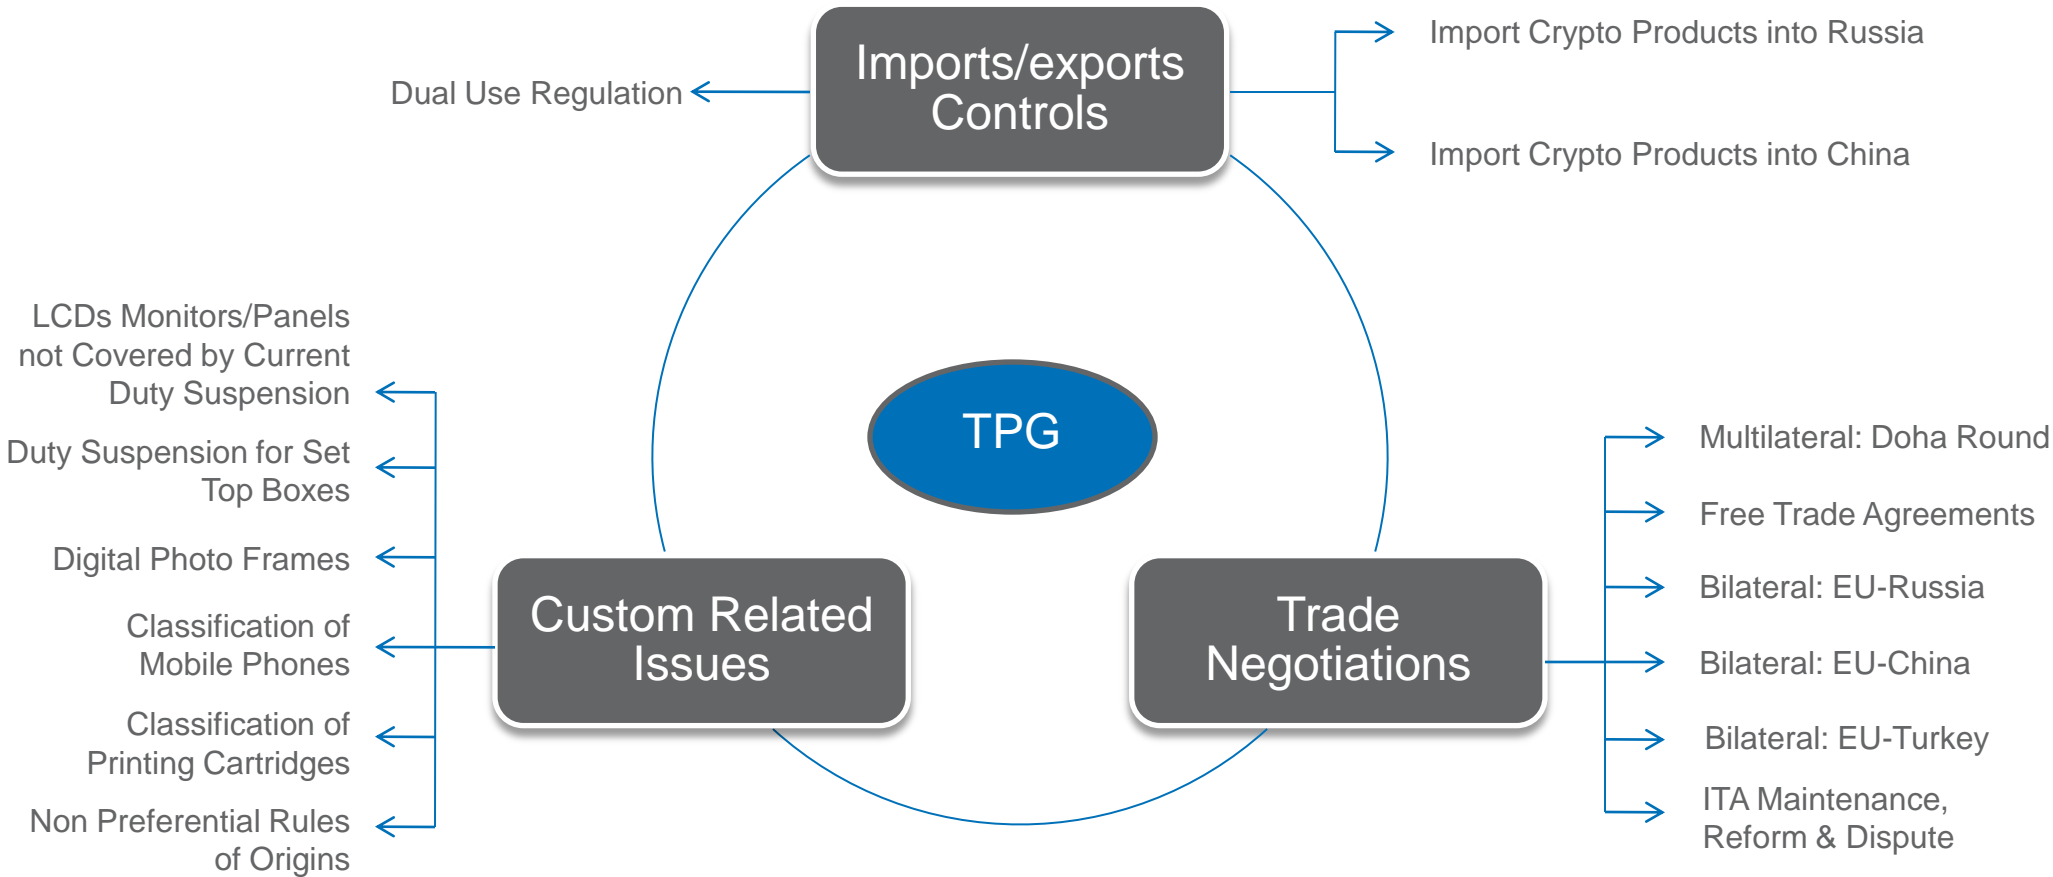 Imports/exports
Controls
Dual Use Regulation
Import Crypto Products into Russia
Import Crypto Products into China
TPG
LCDs Monitors/Panels
not Covered by Current
Duty Suspension
Duty Suspension for Set
Top Boxes
Digital Photo Frames
Classification of
Mobile Phones
Classification of
Printing Cartridges
Non Preferential Rules
of Origins
Custom Related
Issues
Trade
Negotiations
Multilateral: Doha Round
Free Trade Agreements
Bilateral: EU-Russia
Bilateral: EU-China
Bilateral: EU-Turkey
ITA Maintenance,
Reform & Dispute